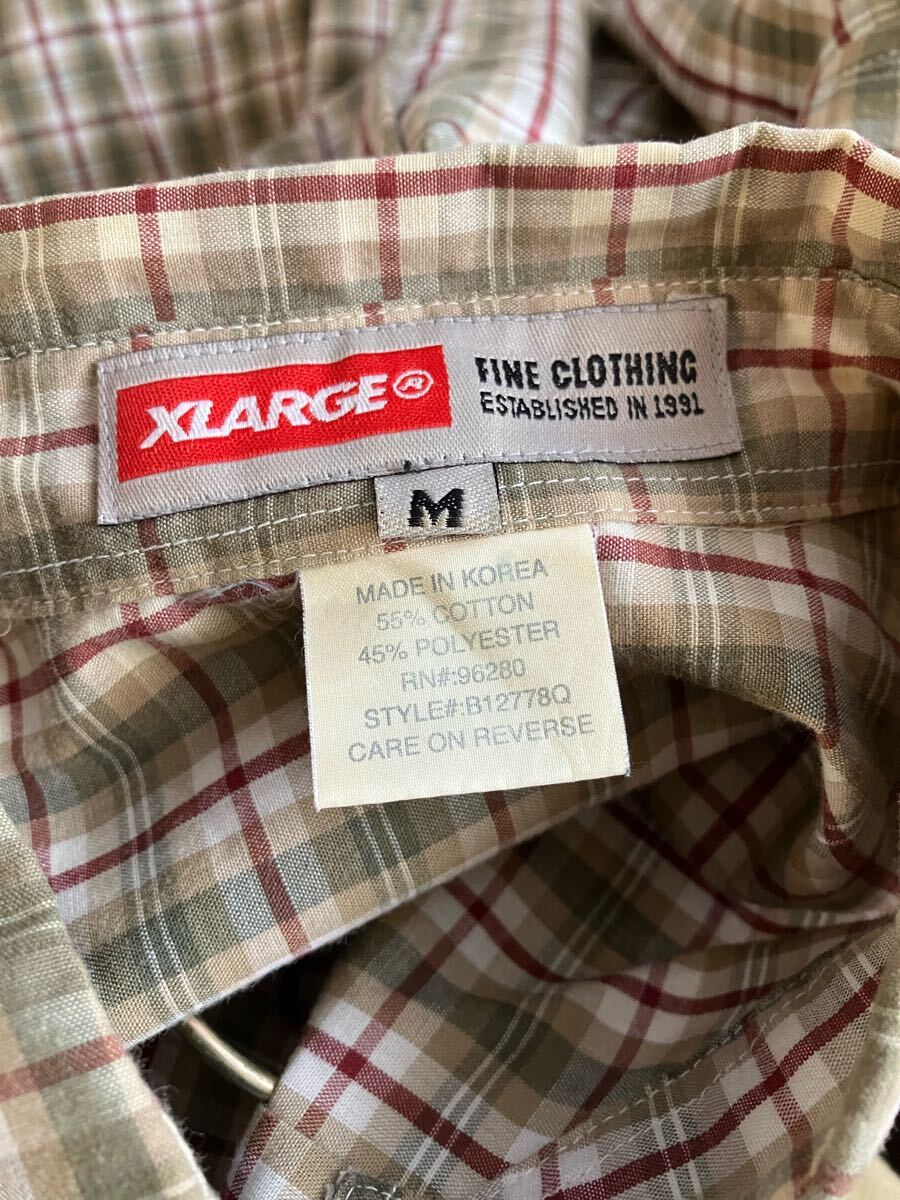 XLARGE®
FINE CLOTHING
ESTABLISHED IN 1991
M
MADE IN KOREA
55% COTTON
45% POLYESTER
RN#:96280
STYLE#:B12778Q
CARE ON REVERSE